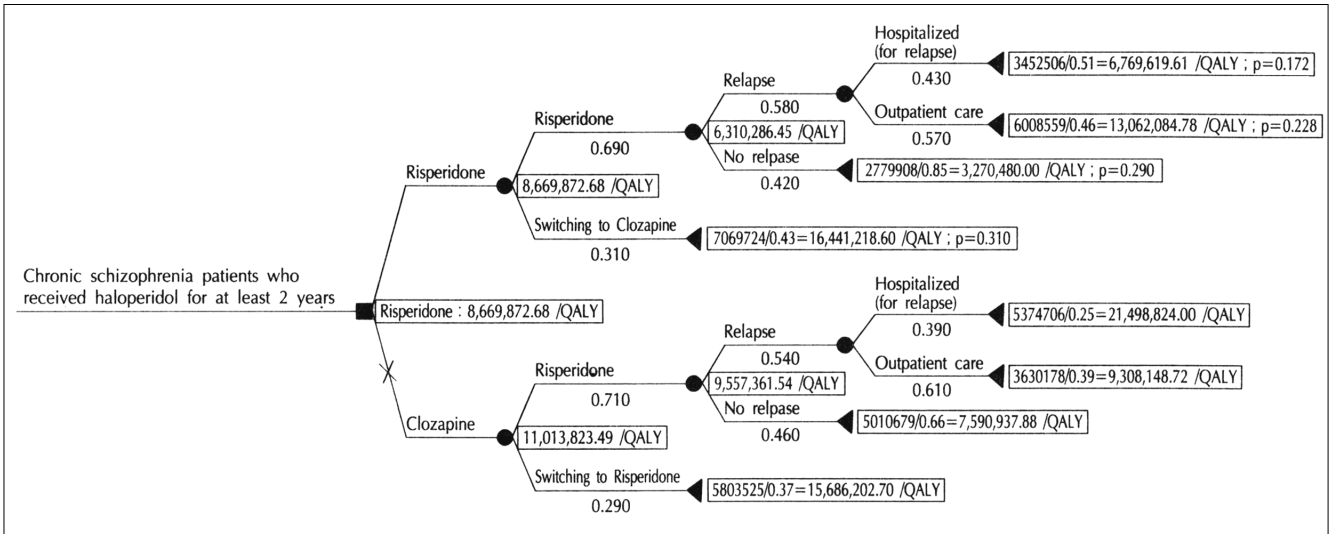 Hospitalized
(for relapse)
0.430
3452506/0.51=6,769,619.61 /QALY ; p=0.172
Relapse
0.580
Outpatient care
0.570
6008559/0.46=13,062,084.78 /QALY ; p=0.228
Risperidone
0.690
6,310,286.45 /QALY
No relpase
0.420
2779908/0.85=3,270,480.00 /QALY ; p=0.290
Risperidone
8,669,872.68 /QALY
Switching to Clozapine
0.310
7069724/0.43=16,441,218.60 /QALY ; p=0.310
Chronic schizophrenia patients who
received haloperidol for at least 2 years
Risperidone : 8,669,872.68 /QALY
Hospitalized
(for relapse)
0.390
5374706/0.25=21,498,824.00 /QALY
Relapse
0.540
Outpatient care
0.610
3630178/0.39=9,308,148.72 /QALY
Risperidone
0.710
9,557,361.54 /QALY
No relpase
0.460
5010679/0.66=7,590,937.88 /QALY
Clozapine
11,013,823.49 /QALY
Switching to Risperidone
0.290
5803525/0.37=15,686,202.70 /QALY